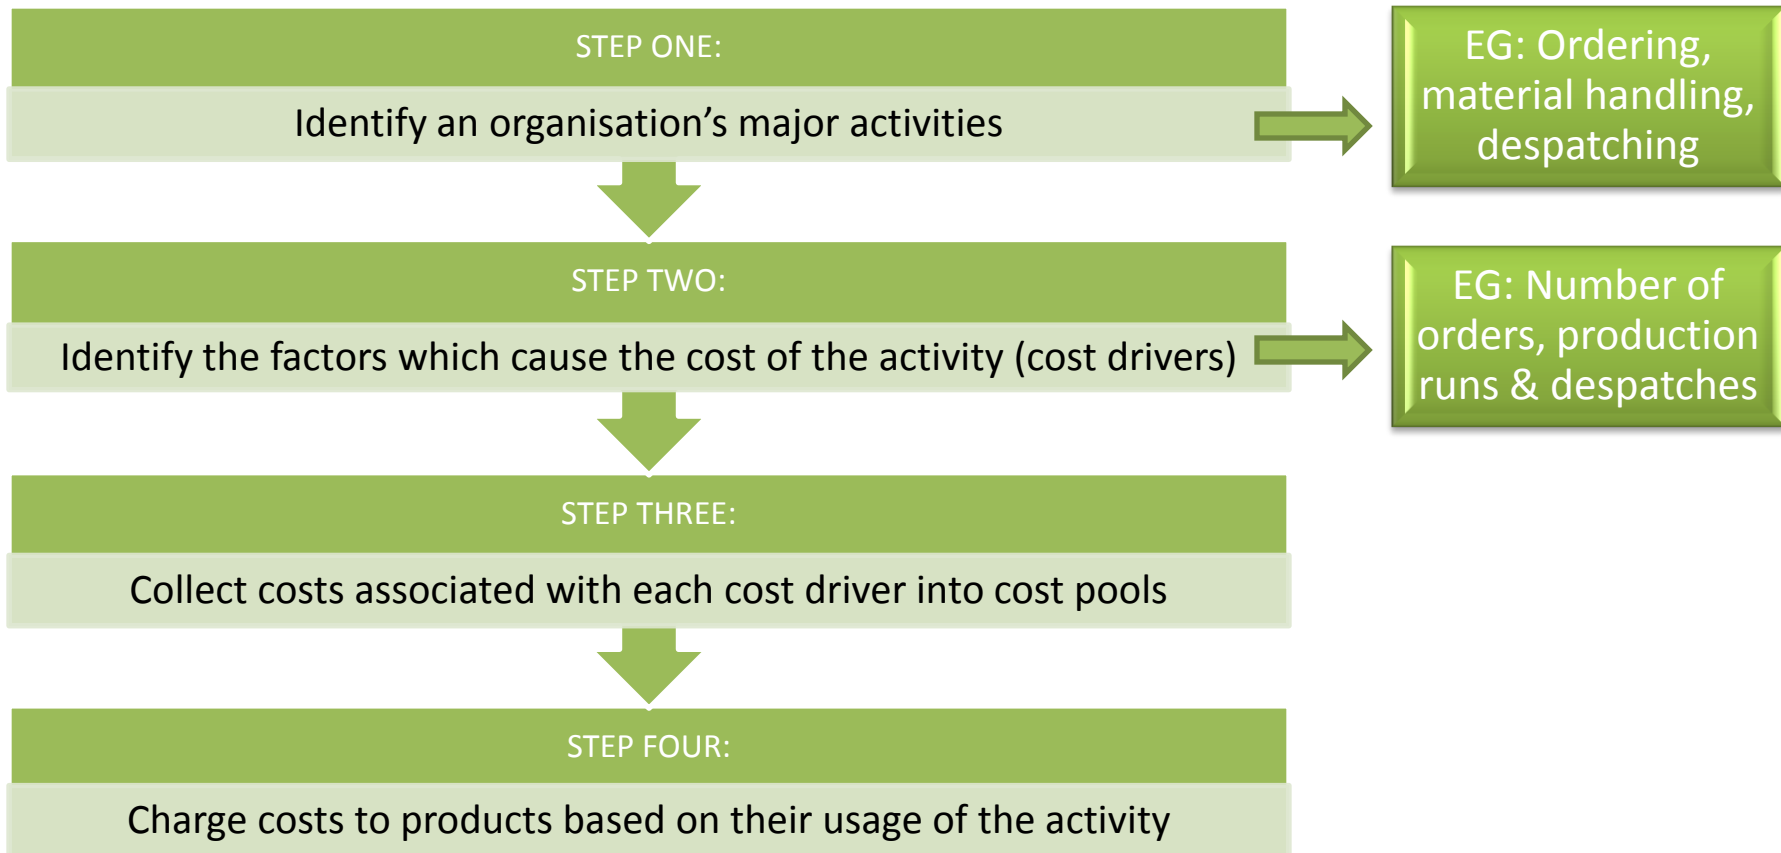 STEP ONE:
Identify an organisation’s major activities
EG: Ordering,
material handling,
despatching
STEP TWO:
Identify the factors which cause the cost of the activity (cost drivers)
EG: Number of
orders, production
runs & despatches
STEP THREE:
Collect costs associated with each cost driver into cost pools
STEP FOUR:
Charge costs to products based on their usage of the activity